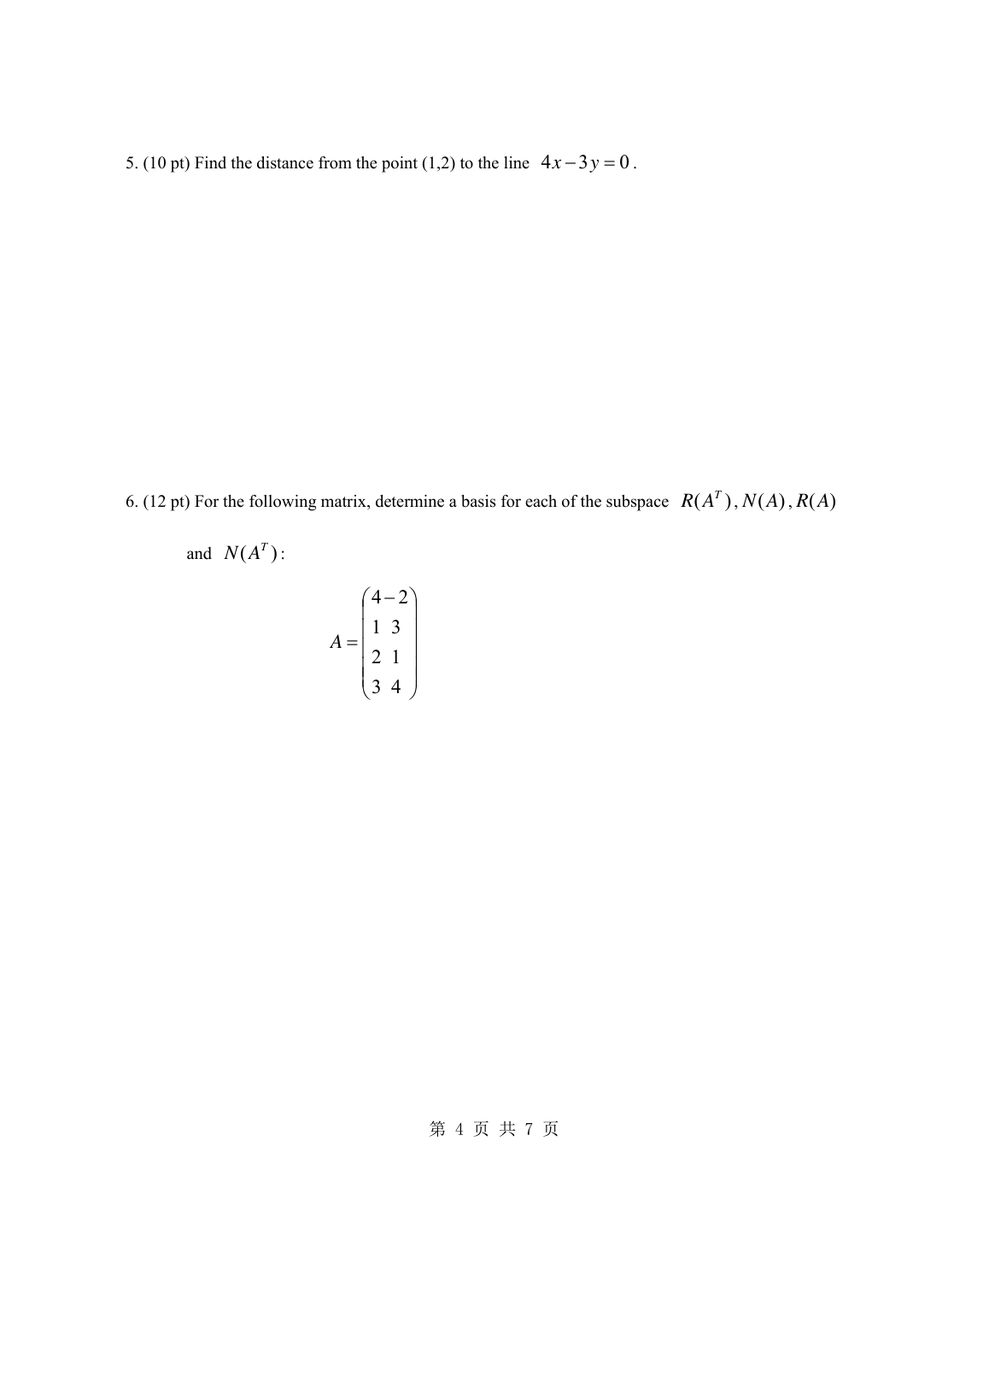 5. (10 pt) Find the distance from the point (1,2) to the line 4x−3y=0.
6. (12 pt) For the following matrix, determine a basis for each of the subspace R(Aᵀ), N(A), R(A)
and N(Aᵀ):
A = (4−2
1 3
2 1
3 4)
第 4 页 共 7 页